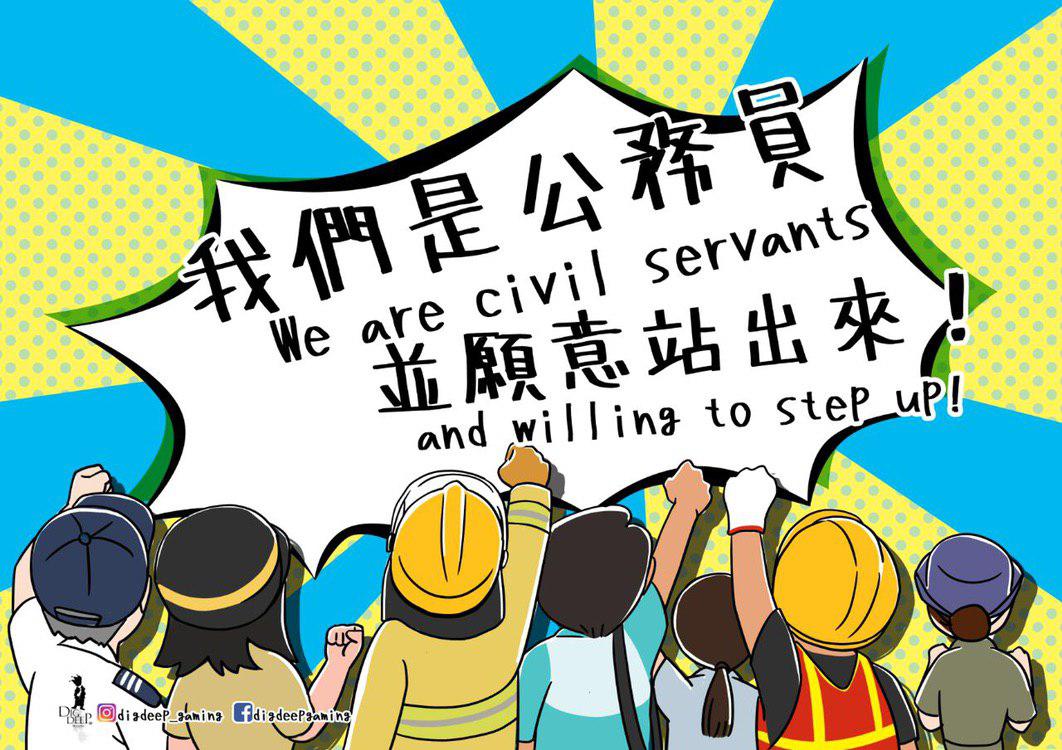 我們是公務員
We are civil servants
並願意站出來！
and willing to step up!
DIG DEEP
digdeep_gaming
digdeepgaming